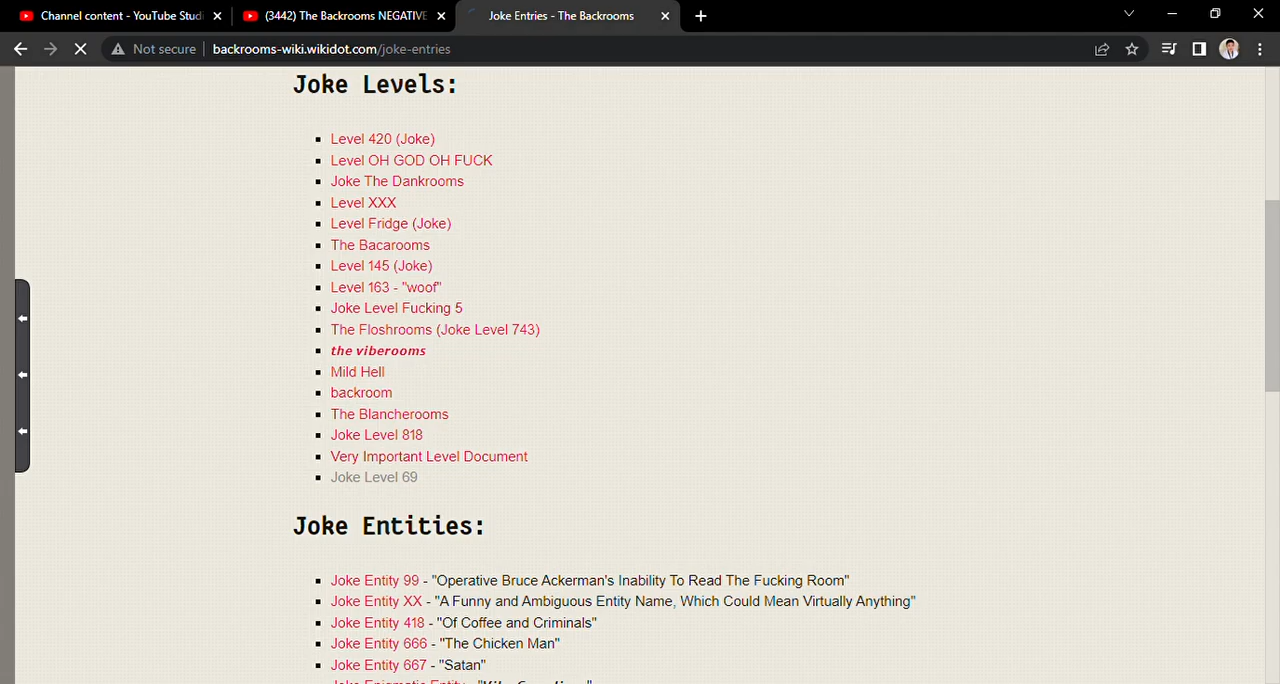 Channel content - YouTube Studi
(3442) The Backrooms NEGATIVE
Joke Entries - The Backrooms
Not secure
backrooms-wiki.wikidot.com/joke-entries
Joke Levels:
Level 420 (Joke)
Level OH GOD OH FUCK
Joke The Dankrooms
Level XXX
Level Fridge (Joke)
The Bacarooms
Level 145 (Joke)
Level 163 - "woof"
Joke Level Fucking 5
The Floshrooms (Joke Level 743)
the viberooms
Mild Hell
backroom
The Blancherooms
Joke Level 818
Very Important Level Document
Joke Level 69
Joke Entities:
Joke Entity 99 - "Operative Bruce Ackerman's Inability To Read The Fucking Room"
Joke Entity XX - "A Funny and Ambiguous Entity Name, Which Could Mean Virtually Anything"
Joke Entity 418 - "Of Coffee and Criminals"
Joke Entity 666 - "The Chicken Man"
Joke Entity 667 - "Satan"
Joke Enigmatic Entity -